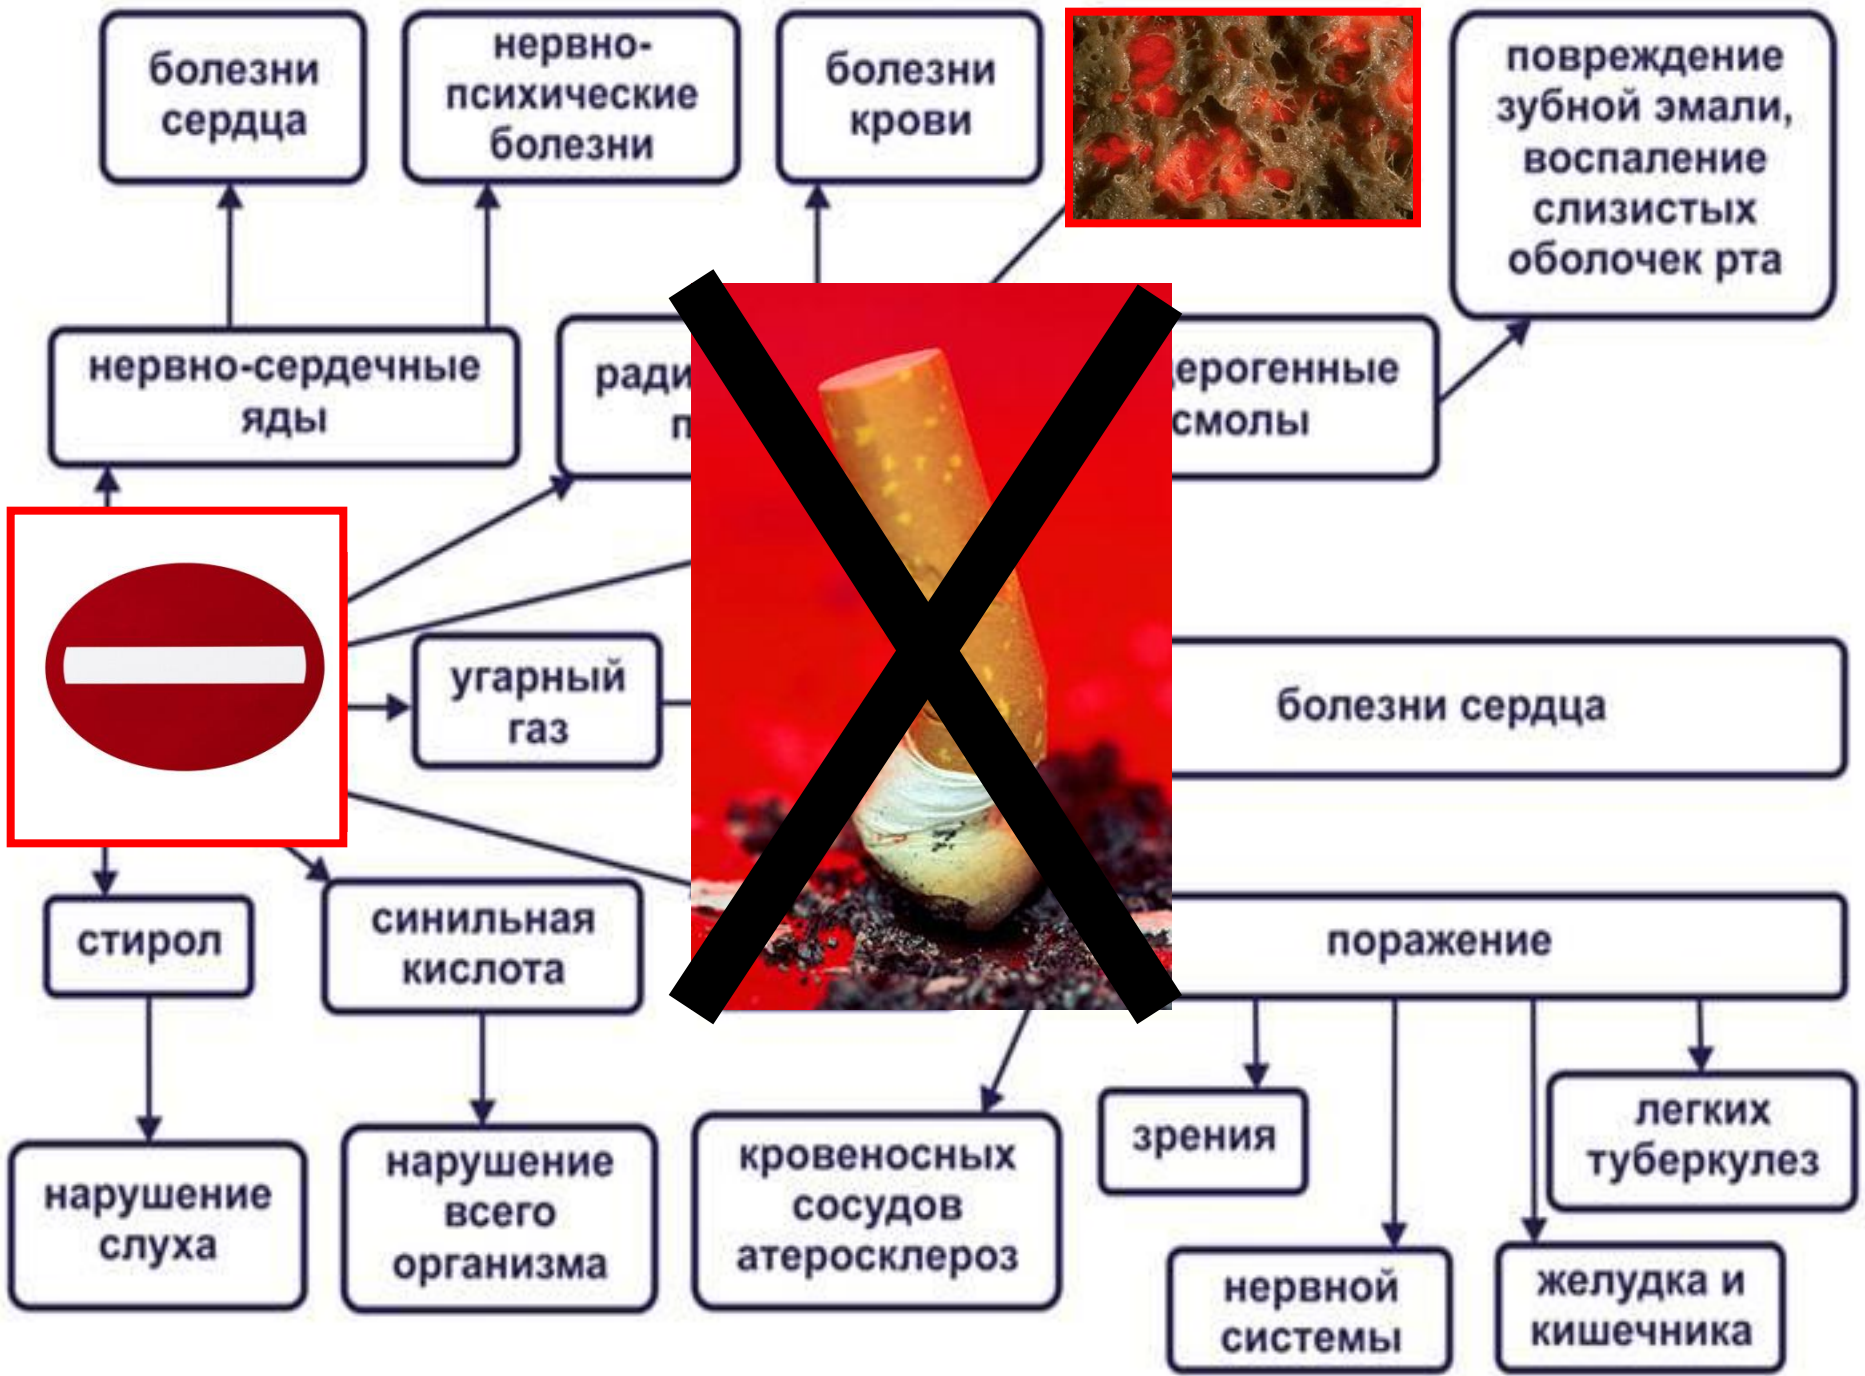 болезни
сердца
нервно-
психические
болезни
болезни
крови
повреждение
зубной эмали,
воспаление
слизистых
оболочек рта
нервно-сердечные
яды
смолы
угарный
газ
болезни сердца
стирол
синильная
кислота
поражение
нарушение
слуха
нарушение
всего
организма
кровеносных
сосудов
атеросклероз
зрения
легких
туберкулез
нервной
системы
желудка и
кишечника